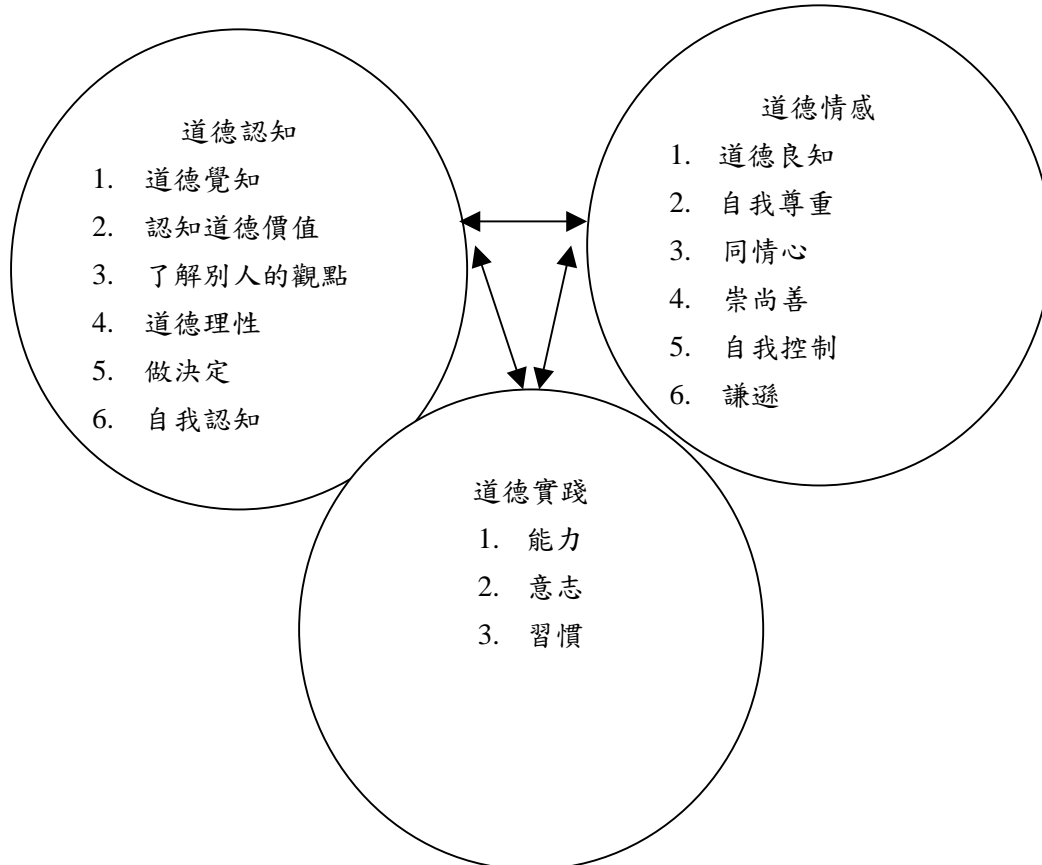 道德認知
1. 道德覺知
2. 認知道德價值
3. 了解別人的觀點
4. 道德理性
5. 做決定
6. 自我認知
道德情感
1. 道德良知
2. 自我尊重
3. 同情心
4. 崇尚善
5. 自我控制
6. 謙遜
道德實踐
1. 能力
2. 意志
3. 習慣